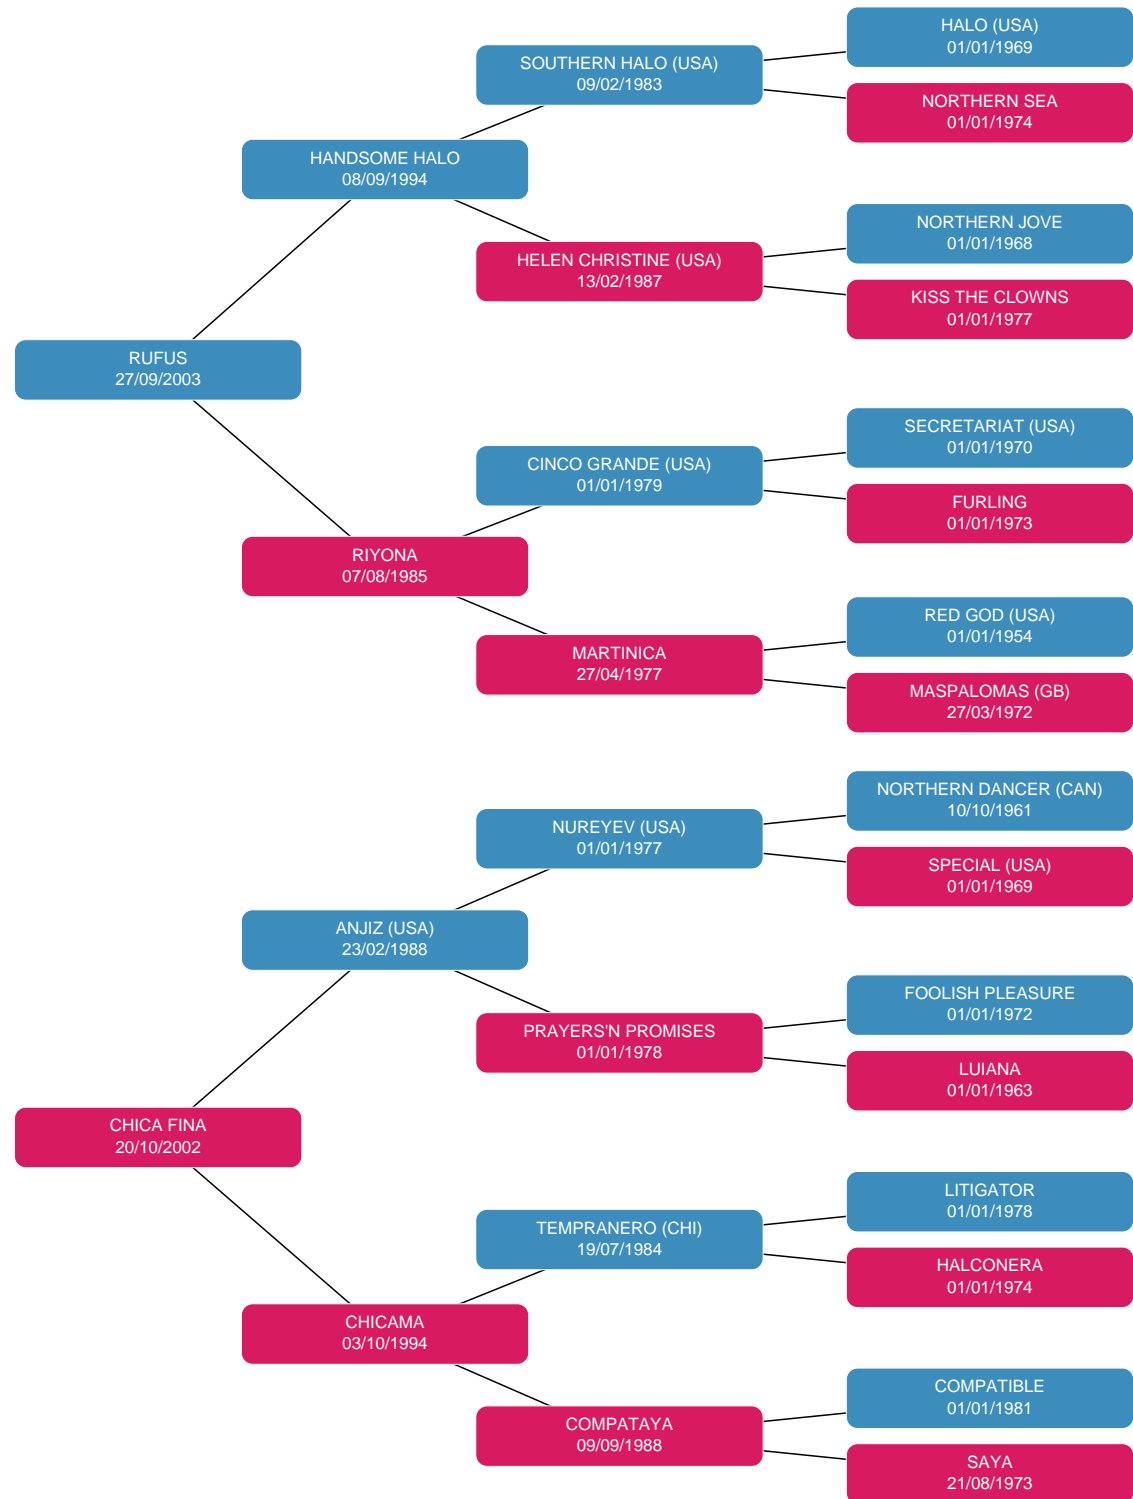 HALO (USA)
01/01/1969
SOUTHERN HALO (USA)
09/02/1983
NORTHERN SEA
01/01/1974
HANDSOME HALO
08/09/1994
NORTHERN JOVE
01/01/1968
HELEN CHRISTINE (USA)
13/02/1987
KISS THE CLOWNS
01/01/1977
RUFUS
27/09/2003
SECRETARIAT (USA)
01/01/1970
CINCO GRANDE (USA)
01/01/1979
FURLING
01/01/1973
RIYONA
07/08/1985
RED GOD (USA)
01/01/1954
MARTINICA
27/04/1977
MASPALOMAS (GB)
27/03/1972
NORTHERN DANCER (CAN)
10/10/1961
NUREYEV (USA)
01/01/1977
SPECIAL (USA)
01/01/1969
ANJIZ (USA)
23/02/1988
FOOLISH PLEASURE
01/01/1972
PRAYERS'N PROMISES
01/01/1978
LUIANA
01/01/1963
CHICA FINA
20/10/2002
LITIGATOR
01/01/1978
TEMPRANERO (CHI)
19/07/1984
HALCONERA
01/01/1974
CHICAMA
03/10/1994
COMPATIBLE
01/01/1981
COMPATAYA
09/09/1988
SAYA
21/08/1973